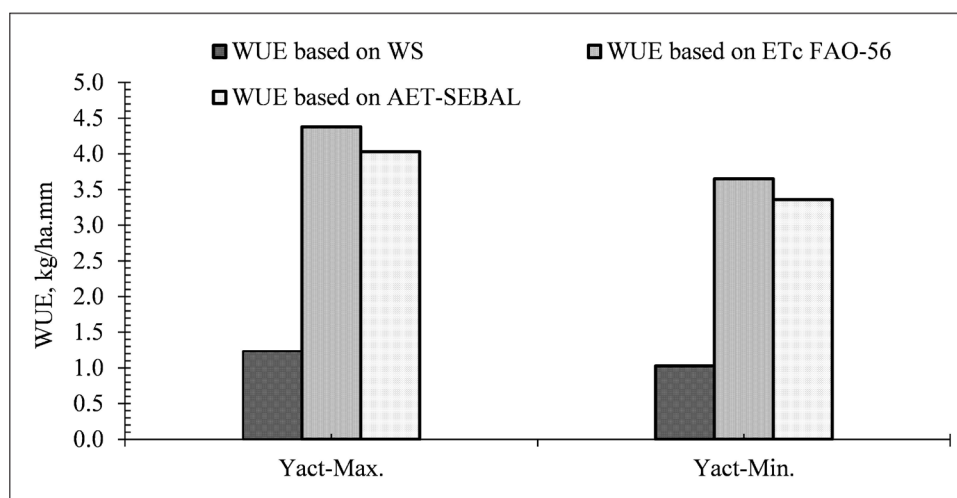 WUE based on WS
WUE based on ETc FAO-56
WUE based on AET-SEBAL
5.0
4.5
4.0
3.5
3.0
2.5
2.0
1.5
1.0
0.5
0.0
WUE, kg/ha.mm
Yact-Max.
Yact-Min.